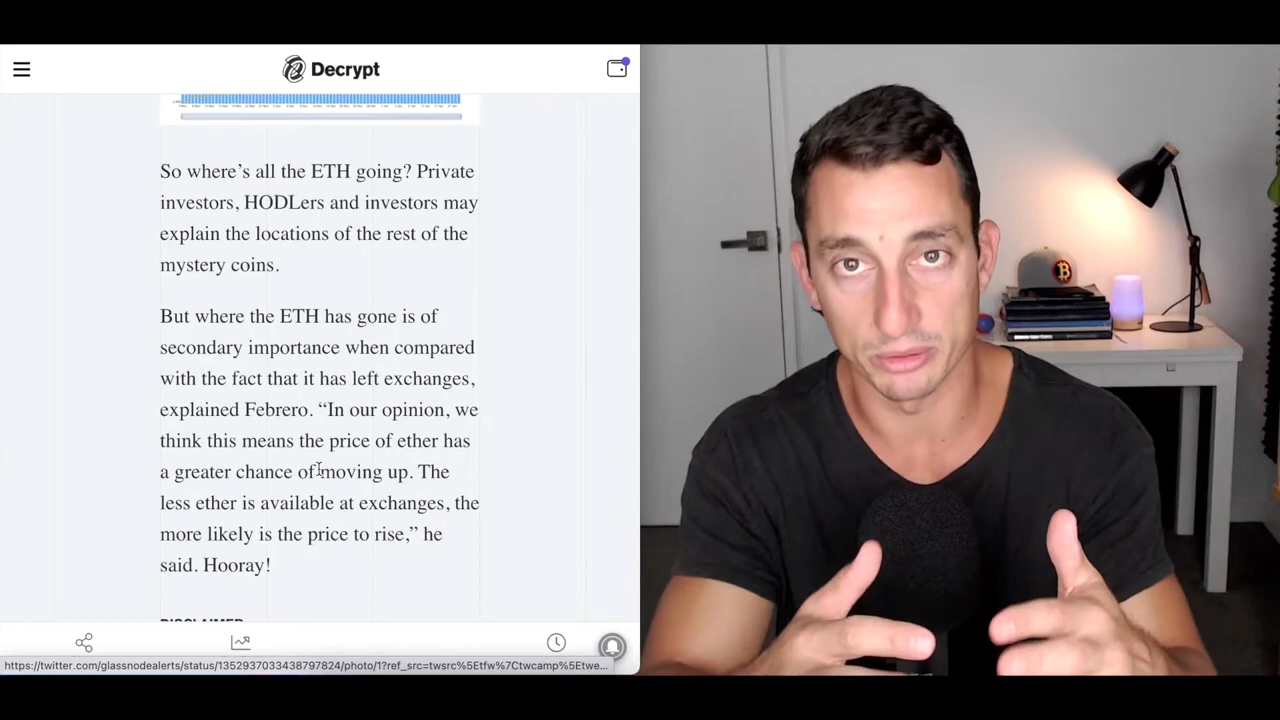 Decrypt
So where's all the ETH going? Private
investors, HODLers and investors may
explain the locations of the rest of the
mystery coins.
But where the ETH has gone is of
secondary importance when compared
with the fact that it has left exchanges,
explained Febrero. “In our opinion, we
think this means the price of ether has
a greater chance of moving up. The
less ether is available at exchanges, the
more likely is the price to rise,” he
said. Hooray!
DISCLAIMER
https://twitter.com/glassnodealerts/status/1352937033438797824/photo/1?ref_src=twsrc%5Etfw%7Ctwcamp%5Etwe...